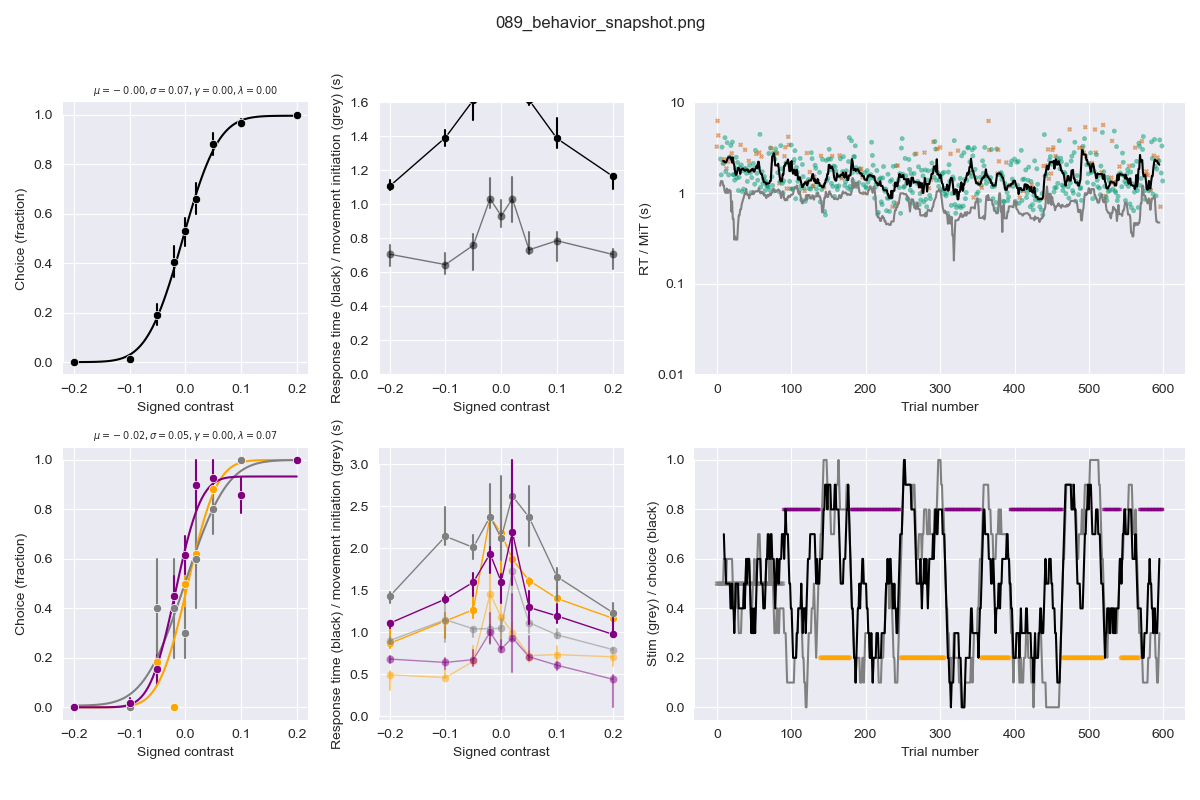 089_behavior_snapshot.png
μ = − 0.00, σ = 0.07, γ = 0.00, λ = 0.00
Choice (fraction)
1.0
0.8
0.6
0.4
0.2
0.0
−0.2 −0.1 0.0 0.1 0.2
Signed contrast
Response time (black) / movement initiation (grey) (s)
1.6
1.4
1.2
1.0
0.8
0.6
0.4
0.2
0.0
−0.2 −0.1 0.0 0.1 0.2
Signed contrast
RT / MiT (s)
10
1
0.1
0.01
0 100 200 300 400 500 600
Trial number
μ = − 0.02, σ = 0.05, γ = 0.00, λ = 0.07
Choice (fraction)
1.0
0.8
0.6
0.4
0.2
0.0
−0.2 −0.1 0.0 0.1 0.2
Signed contrast
Response time (black) / movement initiation (grey) (s)
3.0
2.5
2.0
1.5
1.0
0.5
0.0
−0.2 −0.1 0.0 0.1 0.2
Signed contrast
Stim (grey) / choice (black)
1.0
0.8
0.6
0.4
0.2
0.0
0 100 200 300 400 500 600
Trial number